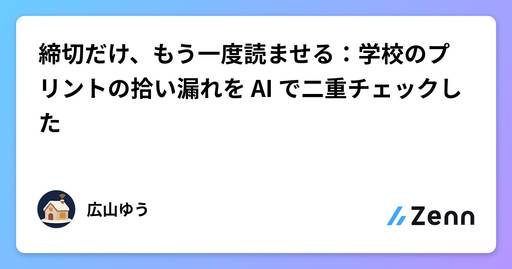 締切だけ、もう一度読ませる：学校のプ
リントの拾い漏れを AI で二重チェックし
た
広山ゆう
Zenn